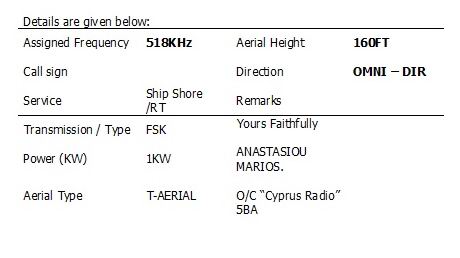 Details are given below:
Assigned Frequency 518KHz Aerial Height 160FT
Call sign Direction OMNI – DIR
Service Ship Shore /RT Remarks
Transmission / Type FSK Yours Faithfully
Power (KW) 1KW ANASTASIOU MARIOS.
Aerial Type T-AERIAL O/C “Cyprus Radio” 5BA